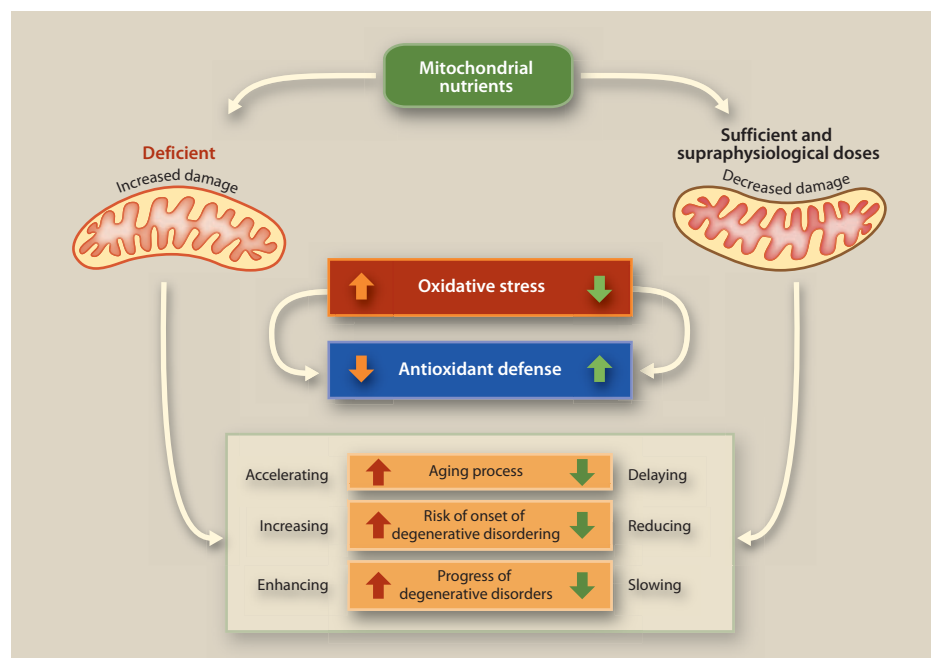 Mitochondrial
nutrients
Deficient
Increased damage
Sufficient and
supraphysiological doses
Decreased damage
Oxidative stress
Antioxidant defense
Accelerating
Aging process
Delaying
Increasing
Risk of onset of
degenerative disordering
Reducing
Enhancing
Progress of
degenerative disorders
Slowing